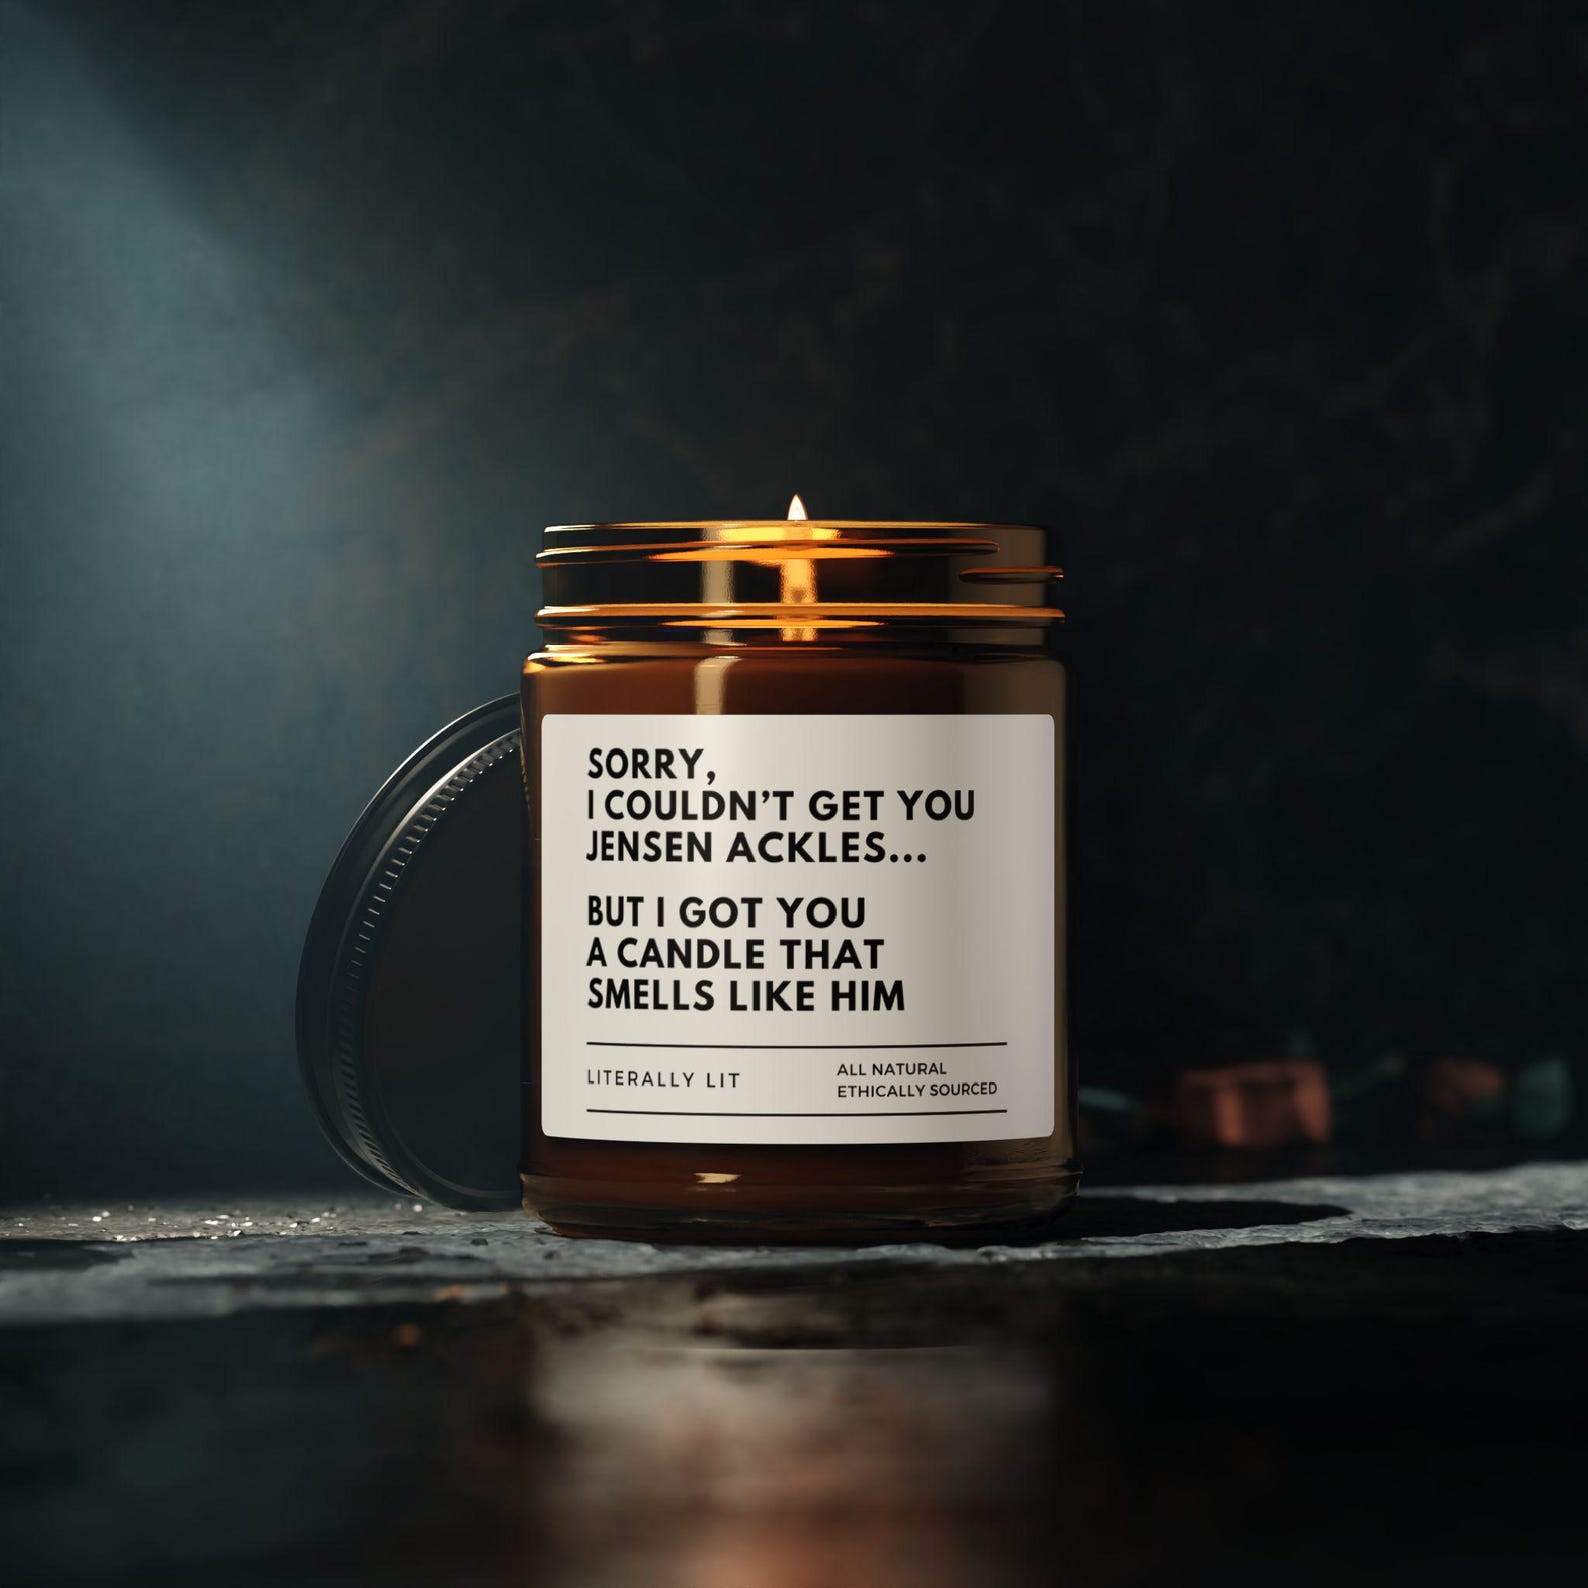 SORRY,
I COULDN'T GET YOU
JENSEN ACKLES...
BUT I GOT YOU
A CANDLE THAT
SMELLS LIKE HIM
LITERALLY LIT
ALL NATURAL
ETHICALLY SOURCED